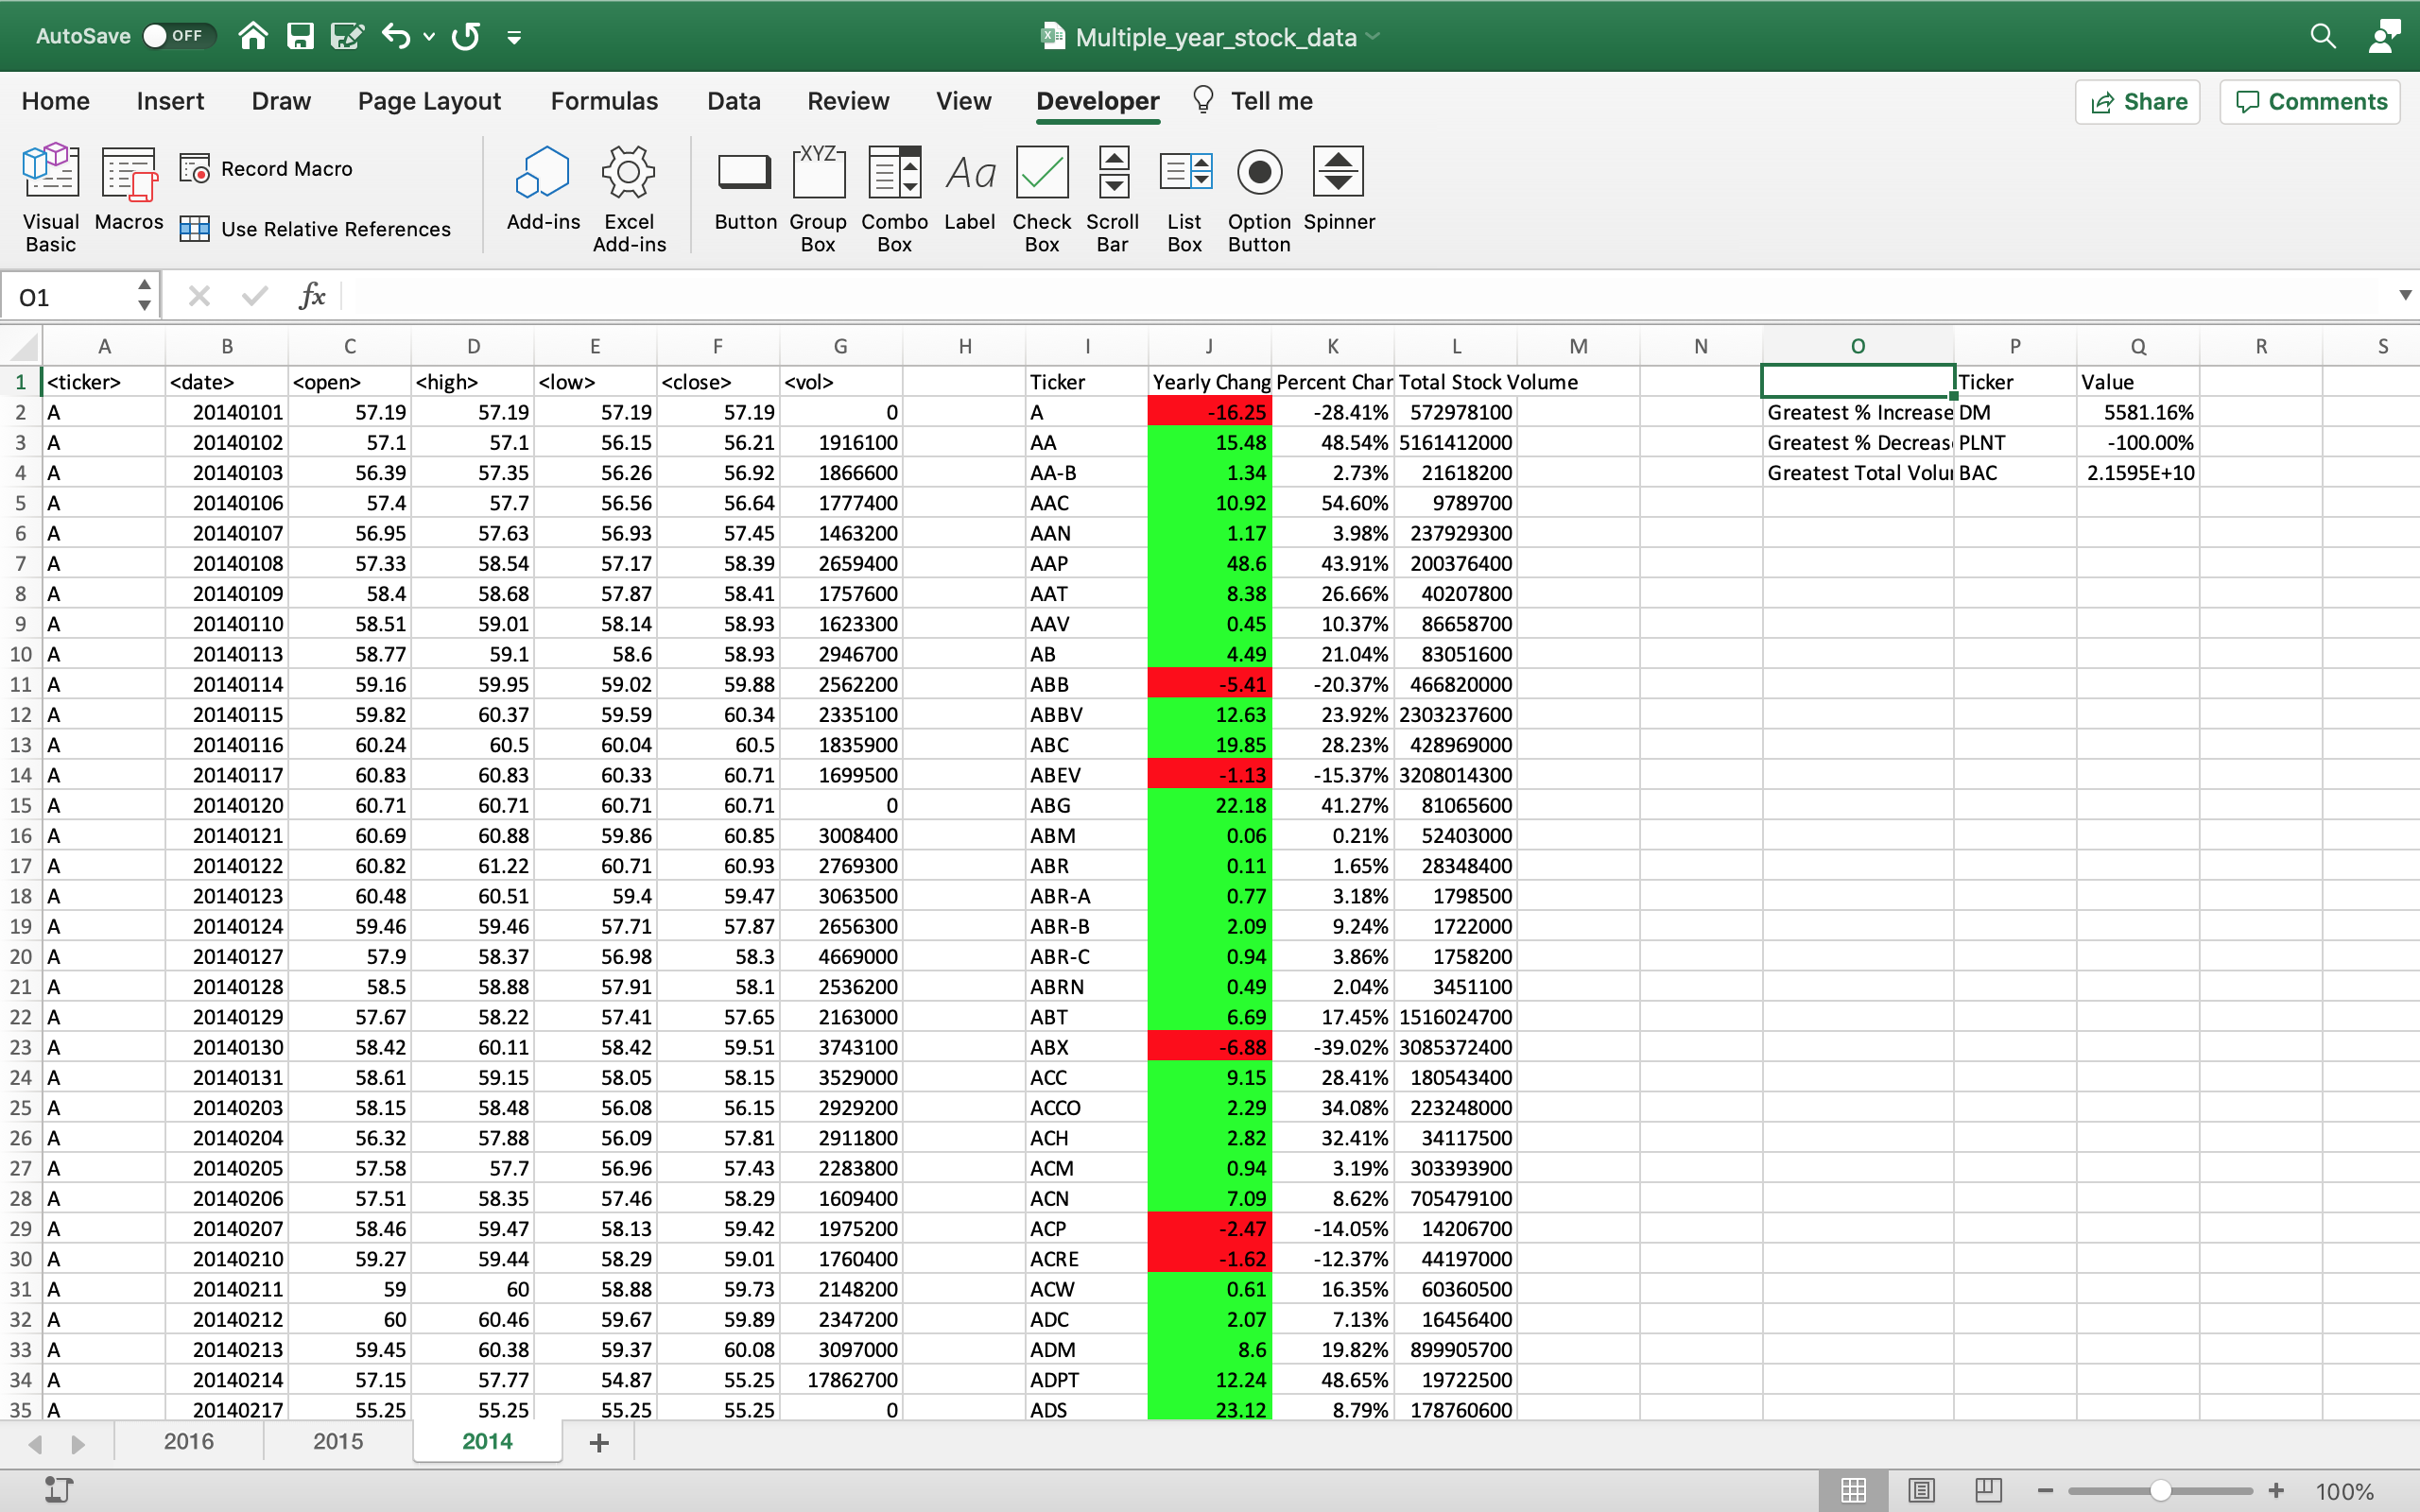 AutoSave OFF Multiple_year_stock_data
Home Insert Draw Page Layout Formulas Data Review View Developer Tell me Share Comments
Visual Basic Macros Record Macro Use Relative References Add-ins Excel Add-ins Button XYZ Group Box Combo Box Aa Label Check Box Scroll Bar List Box Option Button Spinner
O1 fx
A B C D E F G H I J K L M N O P Q R S
1 <ticker> <date> <open> <high> <low> <close> <vol> Ticker Yearly Chang Percent Char Total Stock Volume Ticker Value
2 A 20140101 57.19 57.19 57.19 57.19 0 A -16.25 -28.41% 572978100 Greatest % Increase DM 5581.16%
3 A 20140102 57.1 57.1 56.15 56.21 1916100 AA 15.48 48.54% 5161412000 Greatest % Decreas PLNT -100.00%
4 A 20140103 56.39 57.35 56.26 56.92 1866600 AA-B 1.34 2.73% 21618200 Greatest Total Volu BAC 2.1595E+10
5 A 20140106 57.4 57.7 56.56 56.64 1777400 AAC 10.92 54.60% 9789700
6 A 20140107 56.95 57.63 56.93 57.45 1463200 AAN 1.17 3.98% 237929300
7 A 20140108 57.33 58.54 57.17 58.39 2659400 AAP 48.6 43.91% 200376400
8 A 20140109 58.4 58.68 57.87 58.41 1757600 AAT 8.38 26.66% 40207800
9 A 20140110 58.51 59.01 58.14 58.93 1623300 AAV 0.45 10.37% 86658700
10 A 20140113 58.77 59.1 58.6 58.93 2946700 AB 4.49 21.04% 83051600
11 A 20140114 59.16 59.95 59.02 59.88 2562200 ABB -5.41 -20.37% 466820000
12 A 20140115 59.82 60.37 59.59 60.34 2335100 ABBV 12.63 23.92% 2303237600
13 A 20140116 60.24 60.5 60.04 60.5 1835900 ABC 19.85 28.23% 428969000
14 A 20140117 60.83 60.83 60.33 60.71 1699500 ABEV -1.13 -15.37% 3208014300
15 A 20140120 60.71 60.71 60.71 60.71 0 ABG 22.18 41.27% 81065600
16 A 20140121 60.69 60.88 59.86 60.85 3008400 ABM 0.06 0.21% 52403000
17 A 20140122 60.82 61.22 60.71 60.93 2769300 ABR 0.11 1.65% 28348400
18 A 20140123 60.48 60.51 59.4 59.47 3063500 ABR-A 0.77 3.18% 1798500
19 A 20140124 59.46 59.46 57.71 57.87 2656300 ABR-B 2.09 9.24% 1722000
20 A 20140127 57.9 58.37 56.98 58.3 4669000 ABR-C 0.94 3.86% 1758200
21 A 20140128 58.5 58.88 57.91 58.1 2536200 ABRN 0.49 2.04% 3451100
22 A 20140129 57.67 58.22 57.41 57.65 2163000 ABT 6.69 17.45% 1516024700
23 A 20140130 58.42 60.11 58.42 59.51 3743100 ABX -6.88 -39.02% 3085372400
24 A 20140131 58.61 59.15 58.05 58.15 3529000 ACC 9.15 28.41% 180543400
25 A 20140203 58.15 58.48 56.08 56.15 2929200 ACCO 2.29 34.08% 223248000
26 A 20140204 56.32 57.88 56.09 57.81 2911800 ACH 2.82 32.41% 34117500
27 A 20140205 57.58 57.7 56.96 57.43 2283800 ACM 0.94 3.19% 303393900
28 A 20140206 57.51 58.35 57.46 58.29 1609400 ACN 7.09 8.62% 705479100
29 A 20140207 58.46 59.47 58.13 59.42 1975200 ACP -2.47 -14.05% 14206700
30 A 20140210 59.27 59.44 58.29 59.01 1760400 ACRE -1.62 -12.37% 44197000
31 A 20140211 59 60 58.88 59.73 2148200 ACW 0.61 16.35% 60360500
32 A 20140212 60 60.46 59.67 59.89 2347200 ADC 2.07 7.13% 16456400
33 A 20140213 59.45 60.38 59.37 60.08 3097000 ADM 8.6 19.82% 899905700
34 A 20140214 57.15 57.77 54.87 55.25 17862700 ADPT 12.24 48.65% 19722500
35 A 20140217 55.25 55.25 55.25 55.25 0 ADS 23.12 8.79% 178760600
2016 2015 2014 +
100%